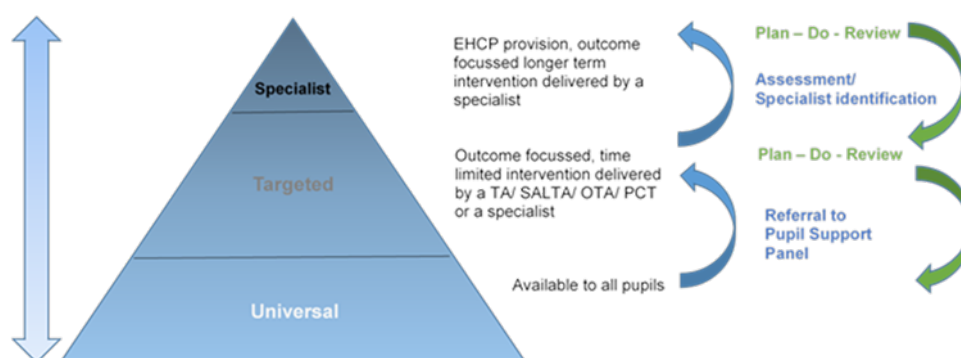 Specialist
Targeted
Universal
EHCP provision, outcome
focussed longer term
intervention delivered by a
specialist
Outcome focussed, time
limited intervention delivered
by a TA/ SALTA/ OTA/ PCT
or a specialist
Available to all pupils
Plan – Do - Review
Assessment/
Specialist identification
Plan – Do - Review
Referral to
Pupil Support
Panel